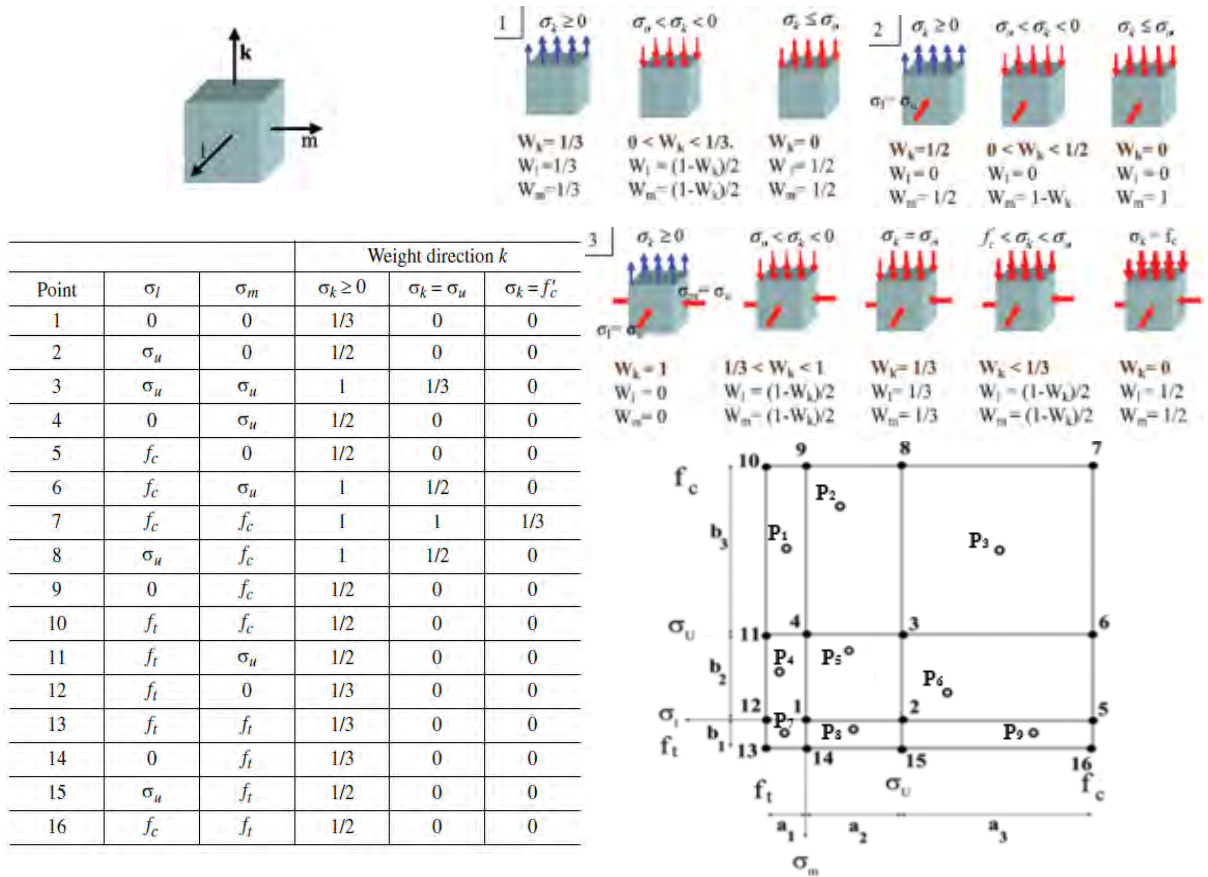 k
l
m
1
σk ≥ 0
σu < σk < 0
σk ≤ σu
Wk= 1/3
Wl=1/3
Wm=1/3
0 < Wk < 1/3.
Wl = (1-Wk)/2
Wm= (1-Wk)/2
Wk= 0
Wl= 1/2
Wm= 1/2
2
σk ≥ 0
σu < σk < 0
σk ≤ σu
σl = σu
Wk=1/2
Wl= 0
Wm= 1/2
0 < Wk < 1/2
Wl = 0
Wm= 1-Wk
Wk= 0
Wl = 0
Wm= 1
3
σk ≥ 0
σu < σk < 0
σk = σu
f'c < σk < σu
σk = fc
σm = σu
Wk = 1
Wl = 0
Wm= 0
1/3 < Wk < 1
Wl = (1-Wk)/2
Wm= (1-Wk)/2
Wk= 1/3
Wl= 1/3
Wm= 1/3
Wk < 1/3
Wl = (1-Wk)/2
Wm= (1-Wk)/2
Wk= 0
Wl= 1/2
Wm= 1/2
Weight direction k
Point σl σm σk ≥ 0 σk = σu σk = f′c
1 0 0 1/3 0 0
2 σu 0 1/2 0 0
3 σu σu 1 1/3 0
4 0 σu 1/2 0 0
5 fc 0 1/2 0 0
6 fc σu 1 1/2 0
7 fc fc 1 1 1/3
8 σu fc 1 1/2 0
9 0 fc 1/2 0 0
10 ft fc 1/2 0 0
11 ft σu 1/2 0 0
12 ft 0 1/3 0 0
13 ft ft 1/3 0 0
14 0 ft 1/3 0 0
15 σu ft 1/2 0 0
16 fc ft 1/2 0 0
10 9 8 7
fc
P2
b3 P1 P3
4 3 6
σU 11
P4 P5
b2
P6
12 1 2 5
σl
P7 P8 P9
b1
ft 13 14 15 16
ft σU fc
a1 a2 a3
σm